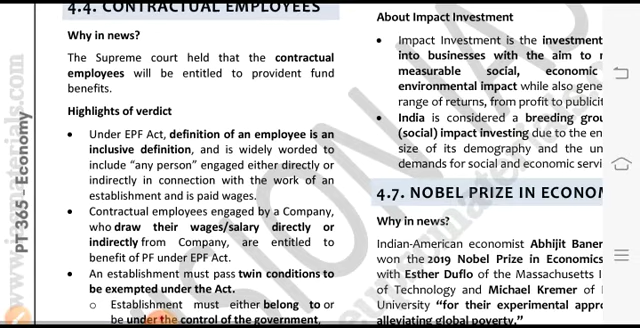 4.4. CONTRACTUAL EMPLOYEES
Why in news?
The Supreme court held that the contractual
employees will be entitled to provident fund
benefits.
Highlights of verdict
• Under EPF Act, definition of an employee is an
inclusive definition, and is widely worded to
include "any person" engaged either directly or
indirectly in connection with the work of an
establishment and is paid wages.
• Contractual employees engaged by a Company,
who draw their wages/salary directly or
indirectly from Company, are entitled to
benefit of PF under EPF Act.
• An establishment must pass twin conditions to
be exempted under the Act.
o Establishment must either belong to or
be under the control of the government,
About Impact Investment
• Impact Investment is the investment
into businesses with the aim to
measurable social, economic
environmental impact while also gene
range of returns, from profit to publicit
• India is considered a breeding grou
(social) impact investing due to the en
size of its demography and the un
demands for social and economic servi
4.7. NOBEL PRIZE IN ECONO
Why in news?
Indian-American economist Abhijit Baner
won the 2019 Nobel Prize in Economics
with Esther Duflo of the Massachusetts I
of Technology and Michael Kremer of
University "for their experimental appro
alleviating global poverty."
PT 365 - Economy
VISION IAS